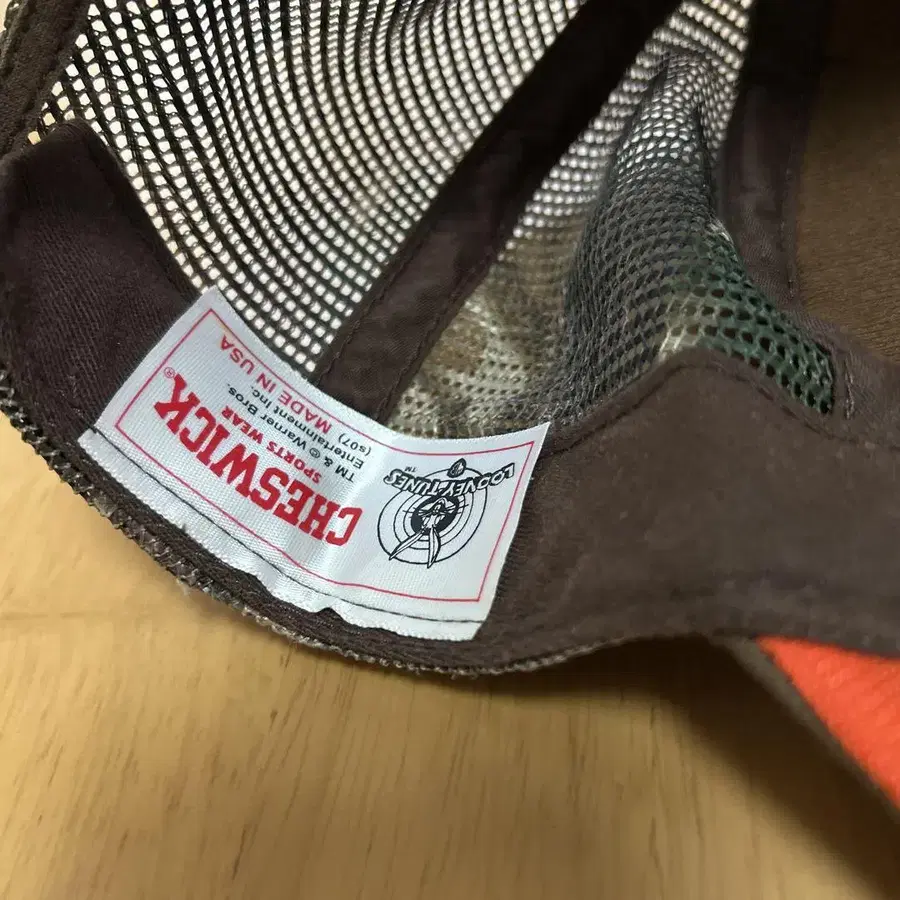 LOONEY TUNES
TM
CHESWICK®
SPORTS WEAR
TM & © Warner Bros.
Entertainment Inc.
(s07) MADE IN USA